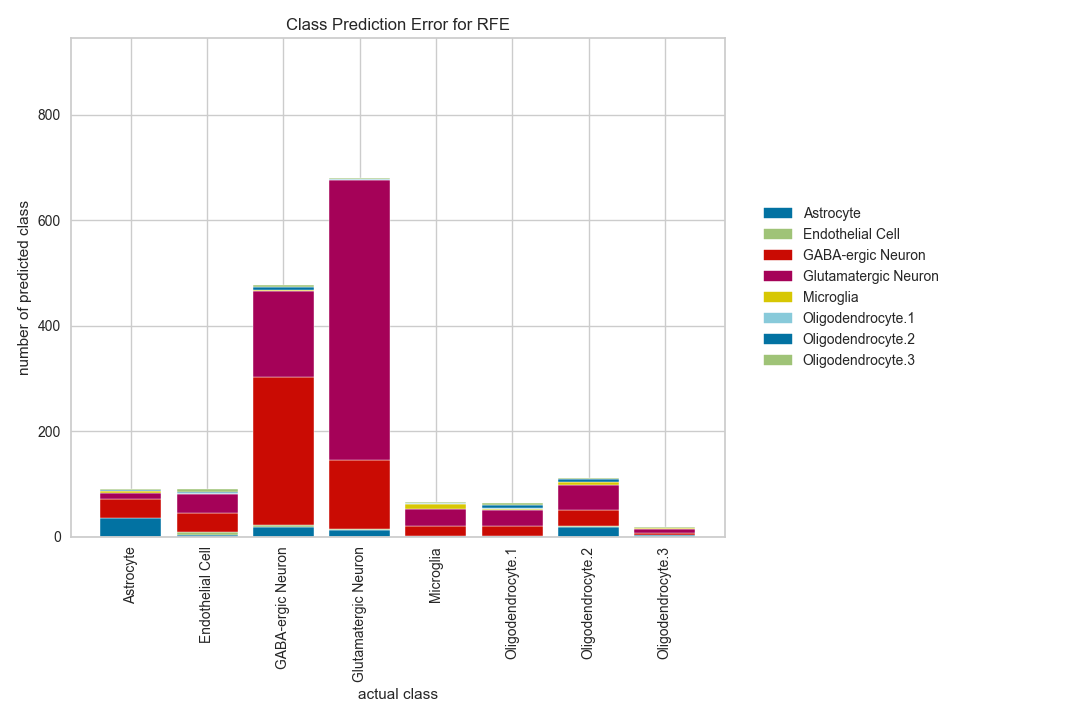 Class Prediction Error for RFE
number of predicted class
800
600
400
200
0
Astrocyte
Endothelial Cell
GABA-ergic Neuron
Glutamatergic Neuron
Microglia
Oligodendrocyte.1
Oligodendrocyte.2
Oligodendrocyte.3
actual class
Astrocyte
Endothelial Cell
GABA-ergic Neuron
Glutamatergic Neuron
Microglia
Oligodendrocyte.1
Oligodendrocyte.2
Oligodendrocyte.3